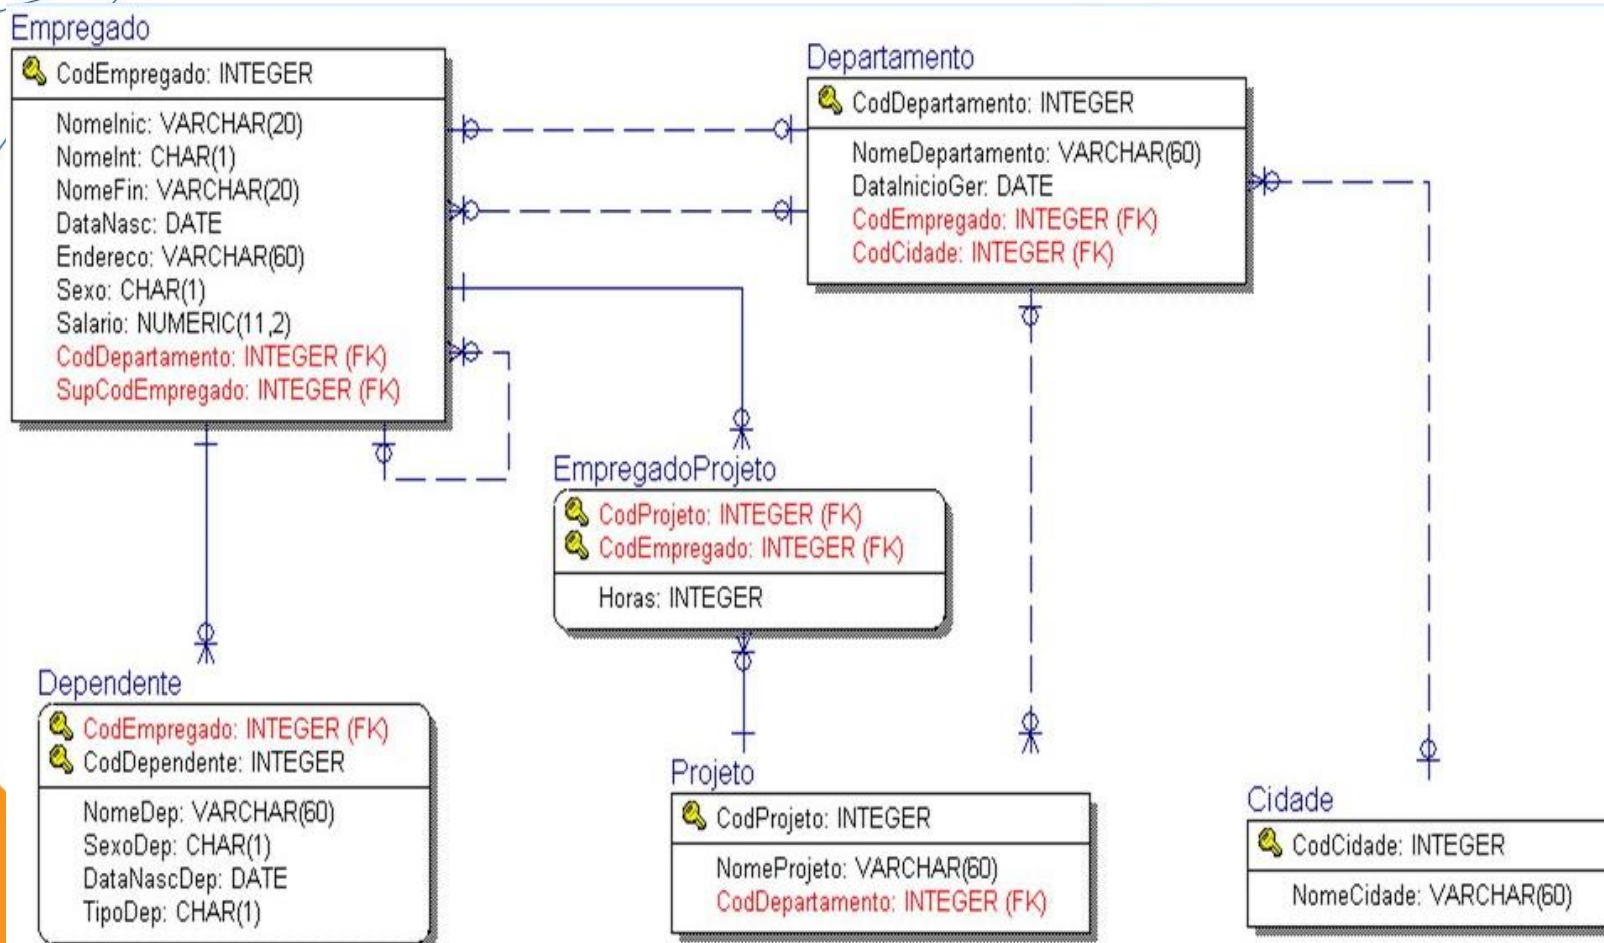 Empregado
CodEmpregado: INTEGER
NomeInic: VARCHAR(20)
NomeInt: CHAR(1)
NomeFin: VARCHAR(20)
DataNasc: DATE
Endereco: VARCHAR(60)
Sexo: CHAR(1)
Salario: NUMERIC(11,2)
CodDepartamento: INTEGER (FK)
SupCodEmpregado: INTEGER (FK)
Departamento
CodDepartamento: INTEGER
NomeDepartamento: VARCHAR(60)
DataInicioGer: DATE
CodEmpregado: INTEGER (FK)
CodCidade: INTEGER (FK)
EmpregadoProjeto
CodProjeto: INTEGER (FK)
CodEmpregado: INTEGER (FK)
Horas: INTEGER
Dependente
CodEmpregado: INTEGER (FK)
CodDependente: INTEGER
NomeDep: VARCHAR(60)
SexoDep: CHAR(1)
DataNascDep: DATE
TipoDep: CHAR(1)
Projeto
CodProjeto: INTEGER
NomeProjeto: VARCHAR(60)
CodDepartamento: INTEGER (FK)
Cidade
CodCidade: INTEGER
NomeCidade: VARCHAR(60)